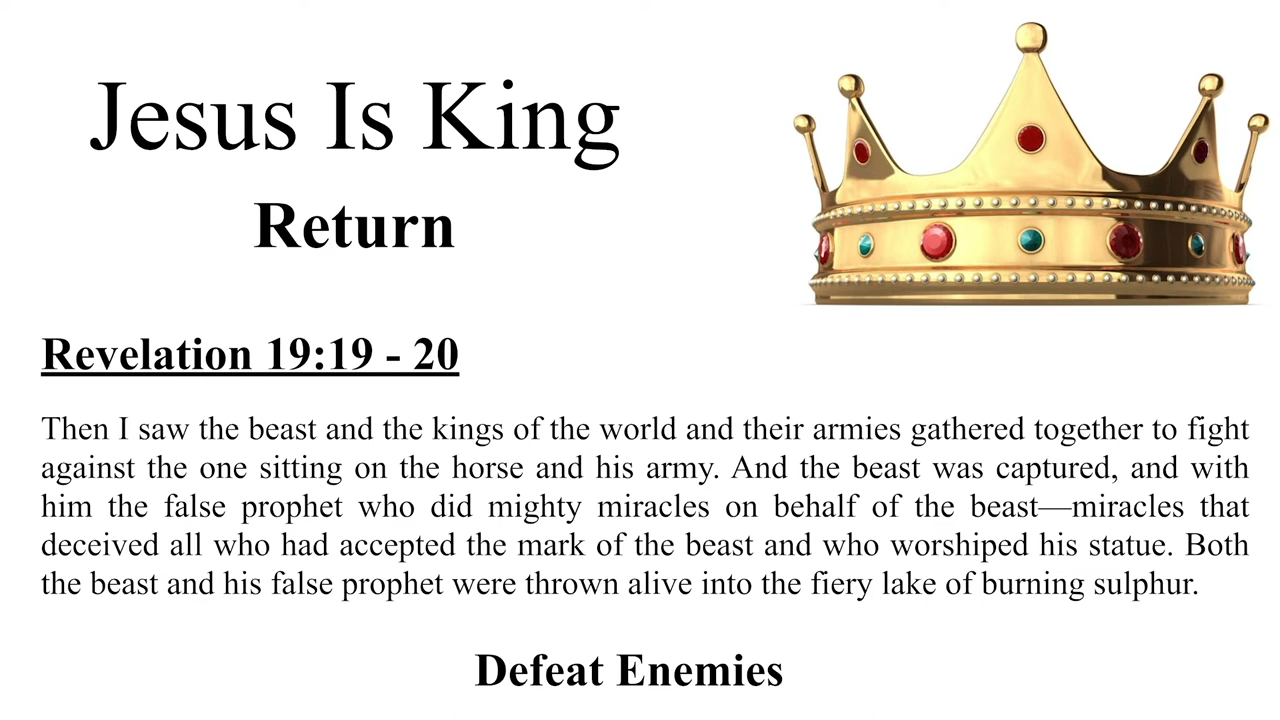 Jesus Is King
Return
Revelation 19:19 - 20
Then I saw the beast and the kings of the world and their armies gathered together to fight
against the one sitting on the horse and his army. And the beast was captured, and with
him the false prophet who did mighty miracles on behalf of the beast—miracles that
deceived all who had accepted the mark of the beast and who worshiped his statue. Both
the beast and his false prophet were thrown alive into the fiery lake of burning sulphur.
Defeat Enemies